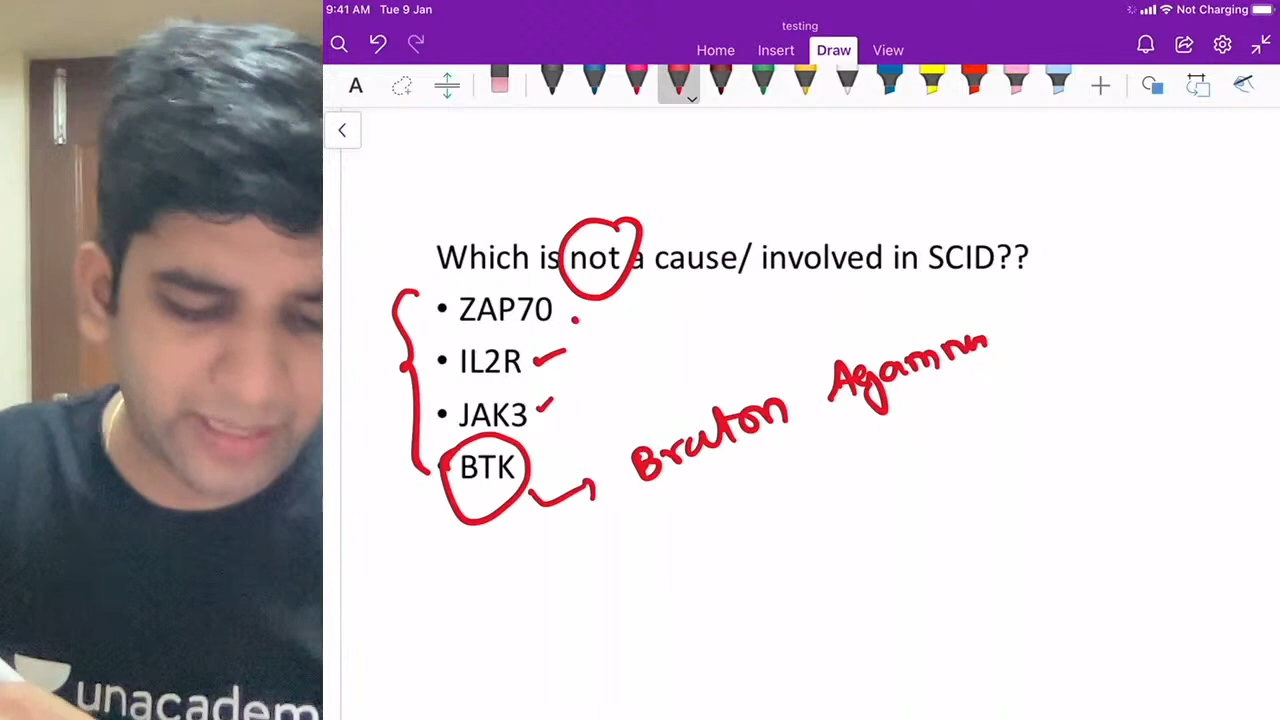 9:41 AM Tue 9 Jan
Not Charging
testing
Home Insert Draw View
A
Which is not a cause/ involved in SCID??
• ZAP70
• IL2R
• JAK3
• BTK
Bruton Agamma
unacadem